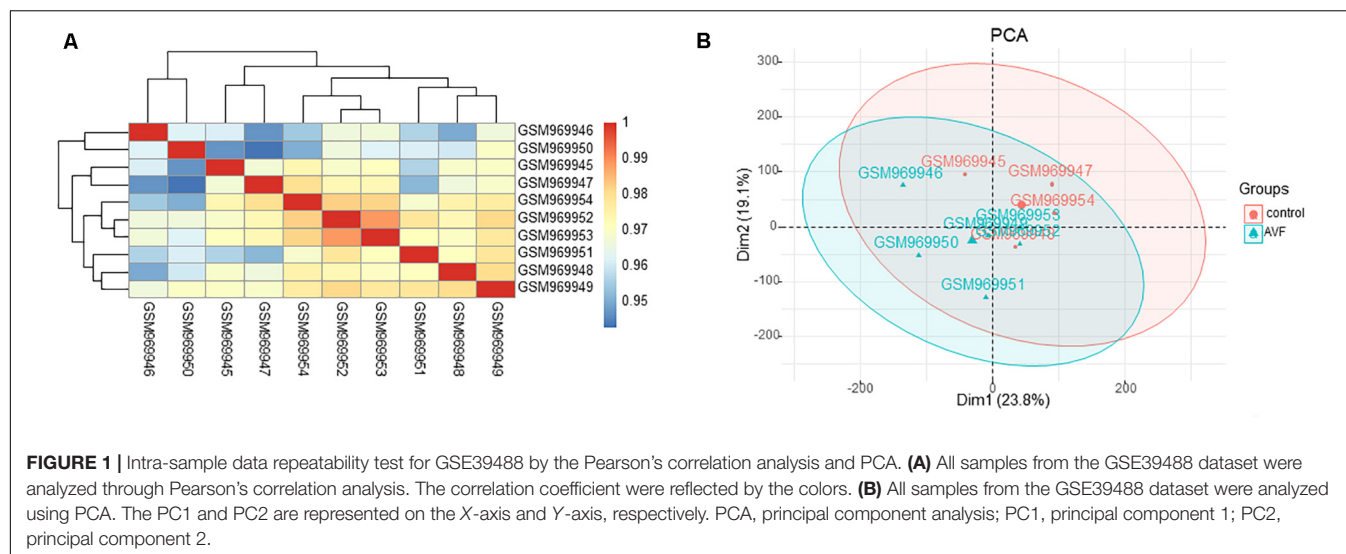 A
GSM969946
GSM969950
GSM969945
GSM969947
GSM969954
GSM969952
GSM969953
GSM969951
GSM969948
GSM969949
GSM969946
GSM969950
GSM969945
GSM969947
GSM969954
GSM969952
GSM969953
GSM969951
GSM969948
GSM969949
1
0.99
0.98
0.97
0.96
0.95
B
PCA
300
200
100
0
-100
-200
Dim2 (19.1%)
GSM969945
GSM969947
GSM969946
GSM969954
GSM969953
GSM969952
GSM969950
GSM969951
-200
0
200
Dim1 (23.8%)
Groups
control
AVF
FIGURE 1 | Intra-sample data repeatability test for GSE39488 by the Pearson's correlation analysis and PCA. (A) All samples from the GSE39488 dataset were
analyzed through Pearson's correlation analysis. The correlation coefficient were reflected by the colors. (B) All samples from the GSE39488 dataset were analyzed
using PCA. The PC1 and PC2 are represented on the X-axis and Y-axis, respectively. PCA, principal component analysis; PC1, principal component 1; PC2,
principal component 2.